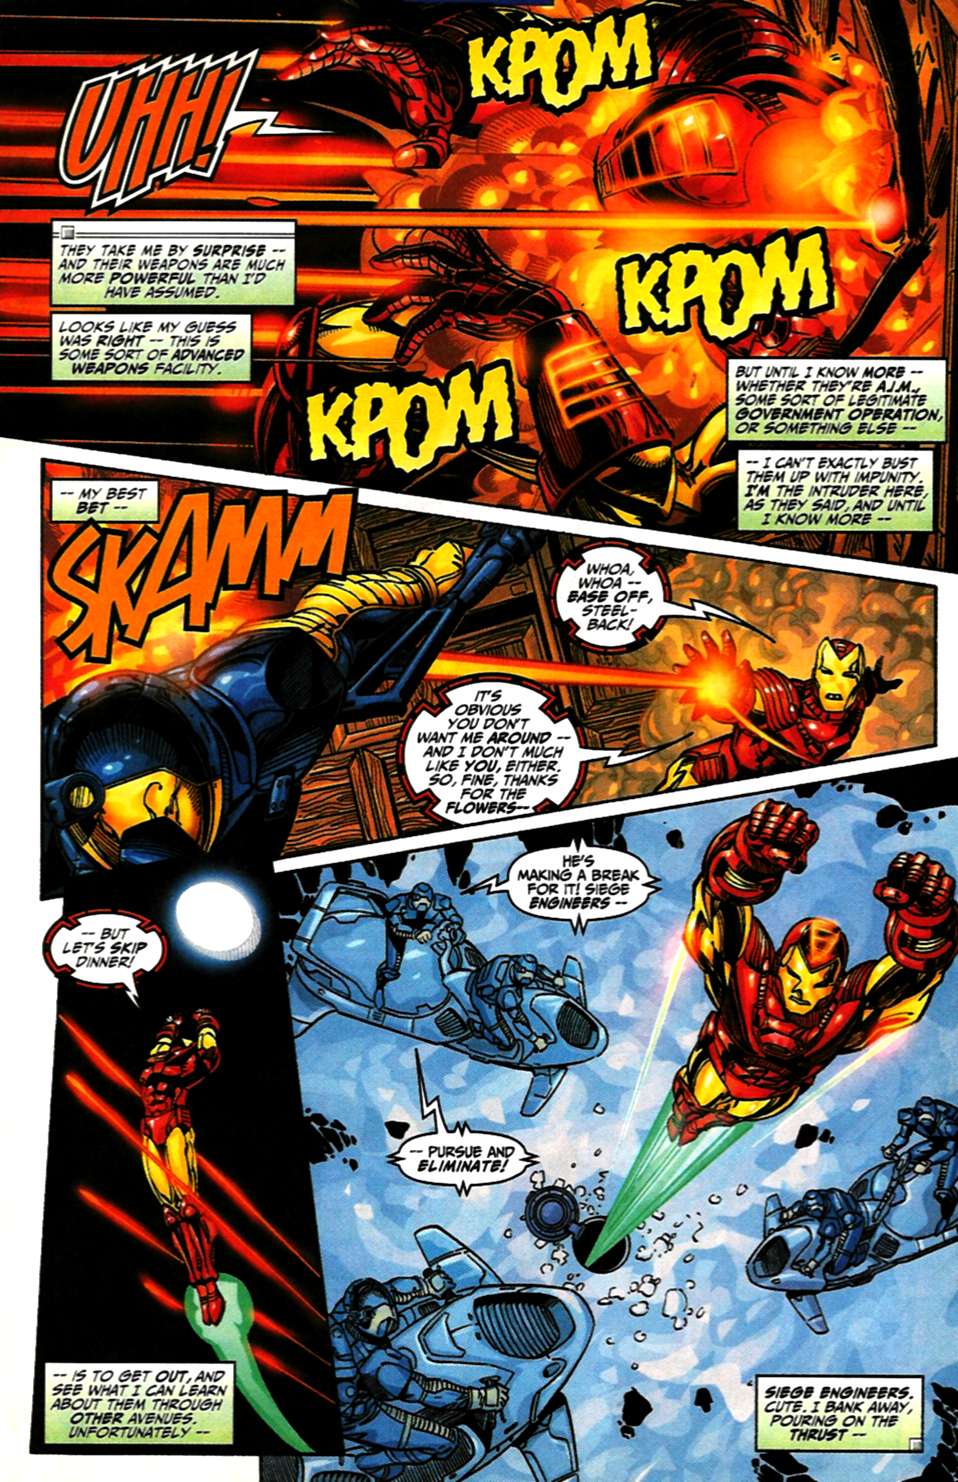 KPOM
UHH!
THEY TAKE ME BY SURPRISE --
AND THEIR WEAPONS ARE MUCH
MORE POWERFUL THAN I'D
HAVE ASSUMED.
LOOKS LIKE MY GUESS
WAS RIGHT -- THIS IS
SOME SORT OF ADVANCED
WEAPONS FACILITY.
KPOM
KPOM
BUT UNTIL I KNOW MORE --
WHETHER THEY'RE A.I.M.,
SOME SORT OF LEGITIMATE
GOVERNMENT OPERATION,
OR SOMETHING ELSE --
-- I CAN'T EXACTLY BUST
THEM UP WITH IMPUNITY.
I'M THE INTRUDER HERE,
AS THEY SAID, AND UNTIL
I KNOW MORE --
-- MY BEST
BET --
SKAMM
WHOA,
WHOA --
EASE OFF,
STEEL-
BACK!
IT'S
OBVIOUS
YOU DON'T
WANT ME AROUND --
AND I DON'T MUCH
LIKE YOU, EITHER.
SO, FINE, THANKS
FOR THE
FLOWERS--
-- BUT
LET'S SKIP
DINNER!
-- IS TO GET OUT, AND
SEE WHAT I CAN LEARN
ABOUT THEM THROUGH
OTHER AVENUES.
UNFORTUNATELY --
HE'S
MAKING A BREAK
FOR IT! SIEGE
ENGINEERS --
-- PURSUE AND
ELIMINATE!
SIEGE ENGINEERS.
CUTE. I BANK AWAY,
POURING ON THE
THRUST --